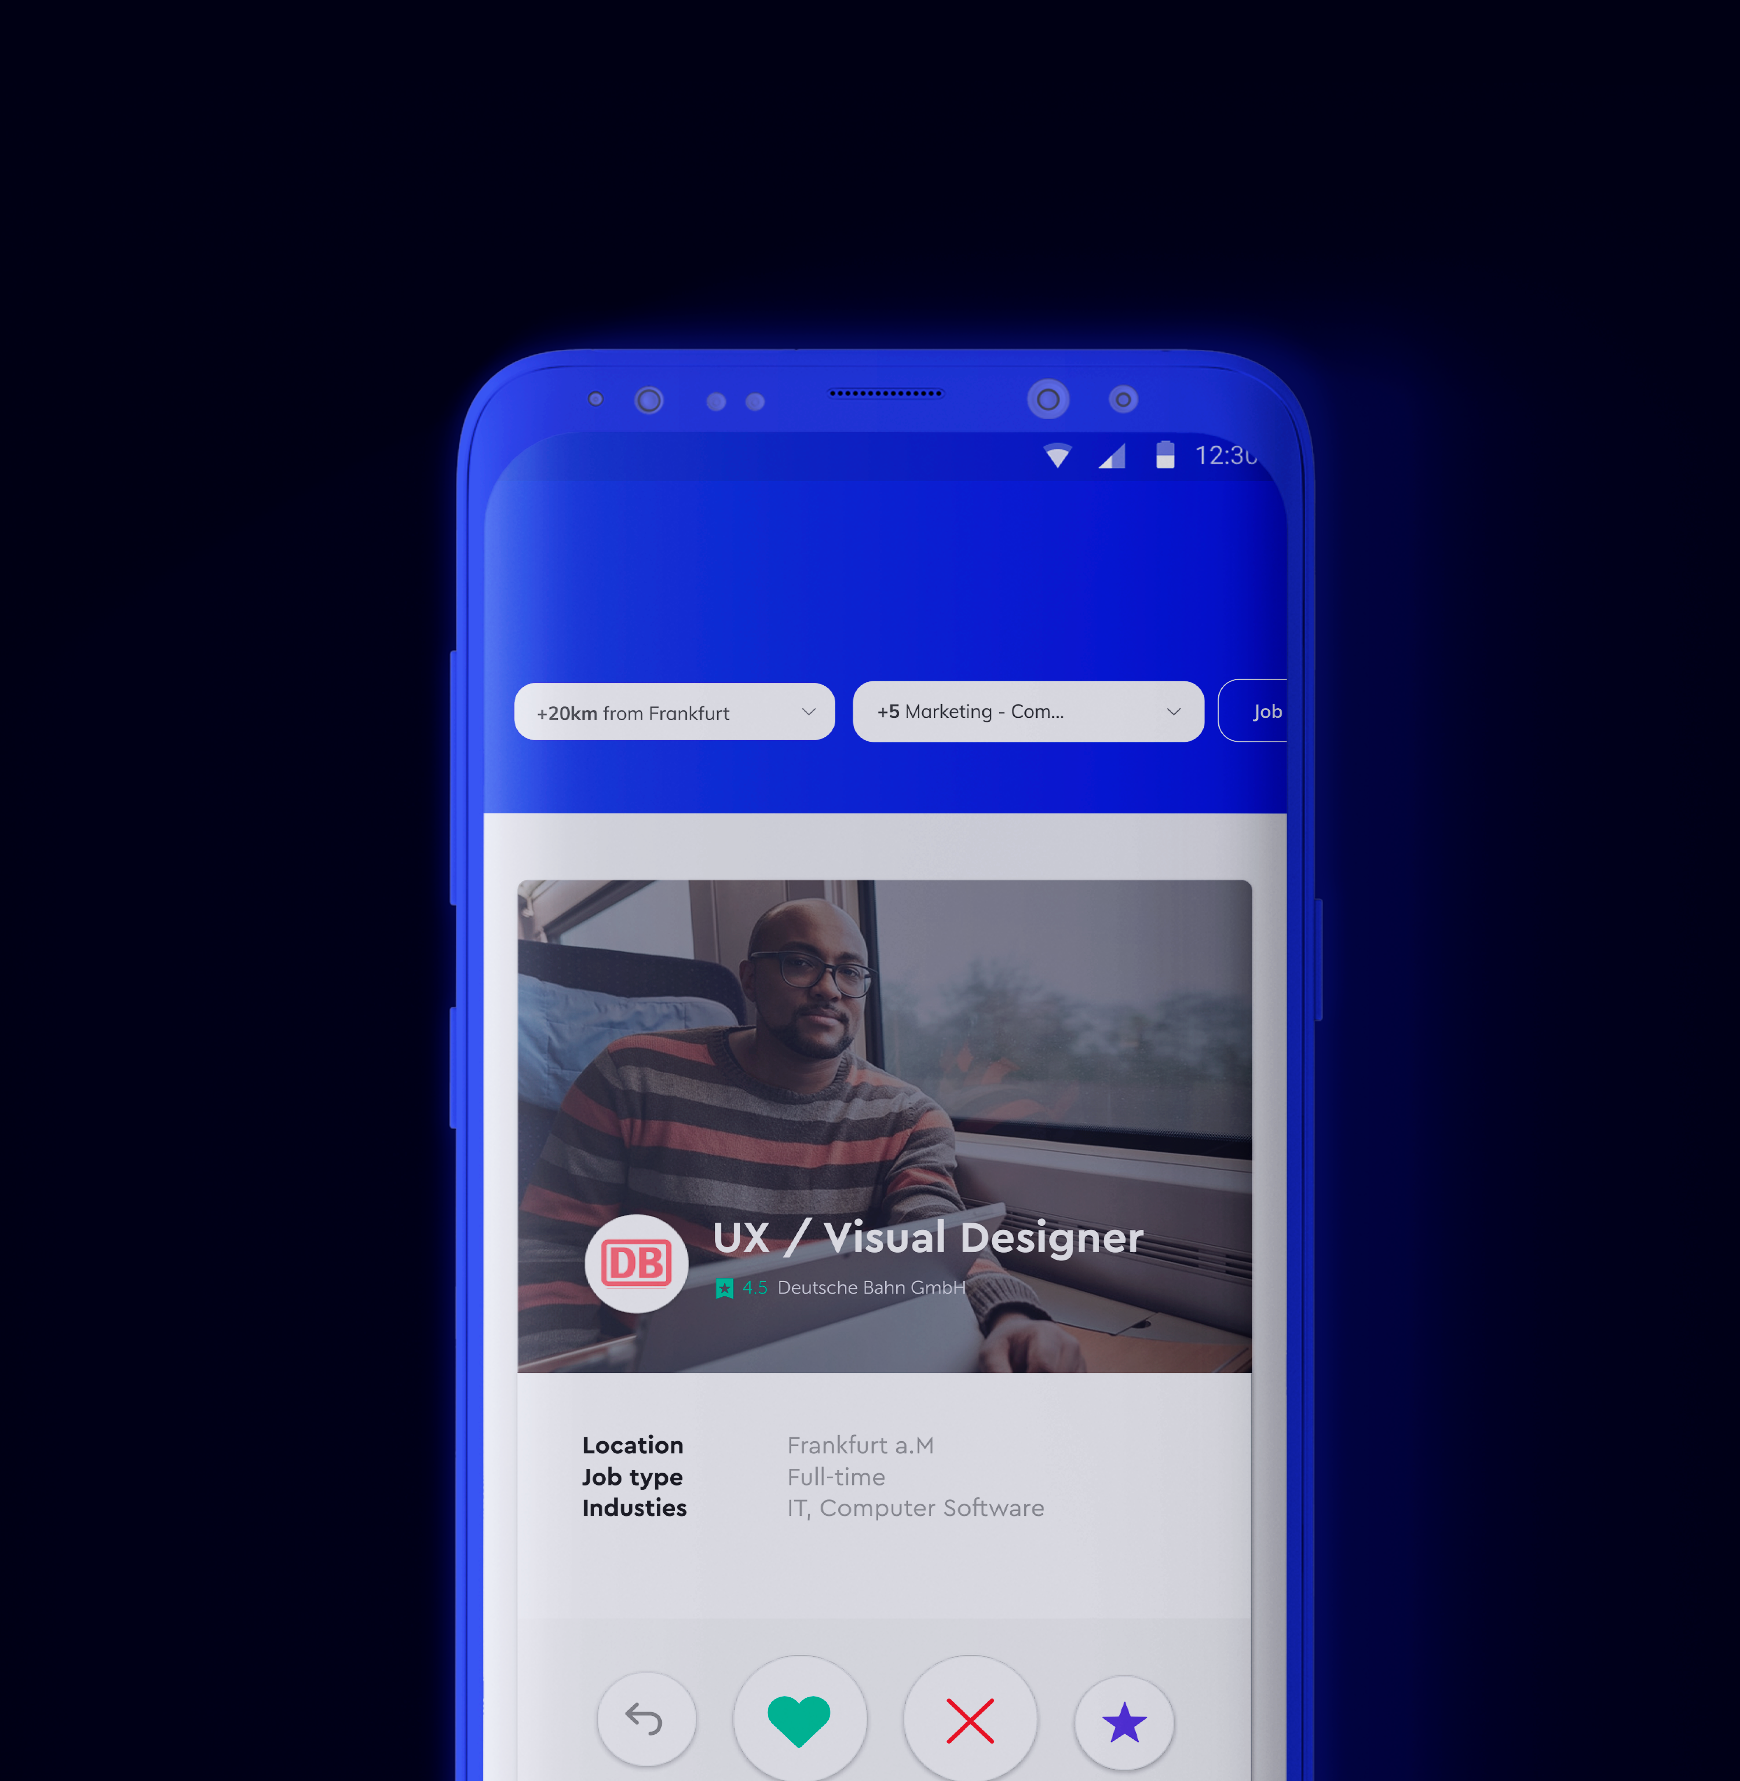 12:30
+20km from Frankfurt
+5 Marketing - Com...
Job
DB
UX / Visual Designer
4.5 Deutsche Bahn GmbH
Location Frankfurt a.M
Job type Full-time
Industies IT, Computer Software